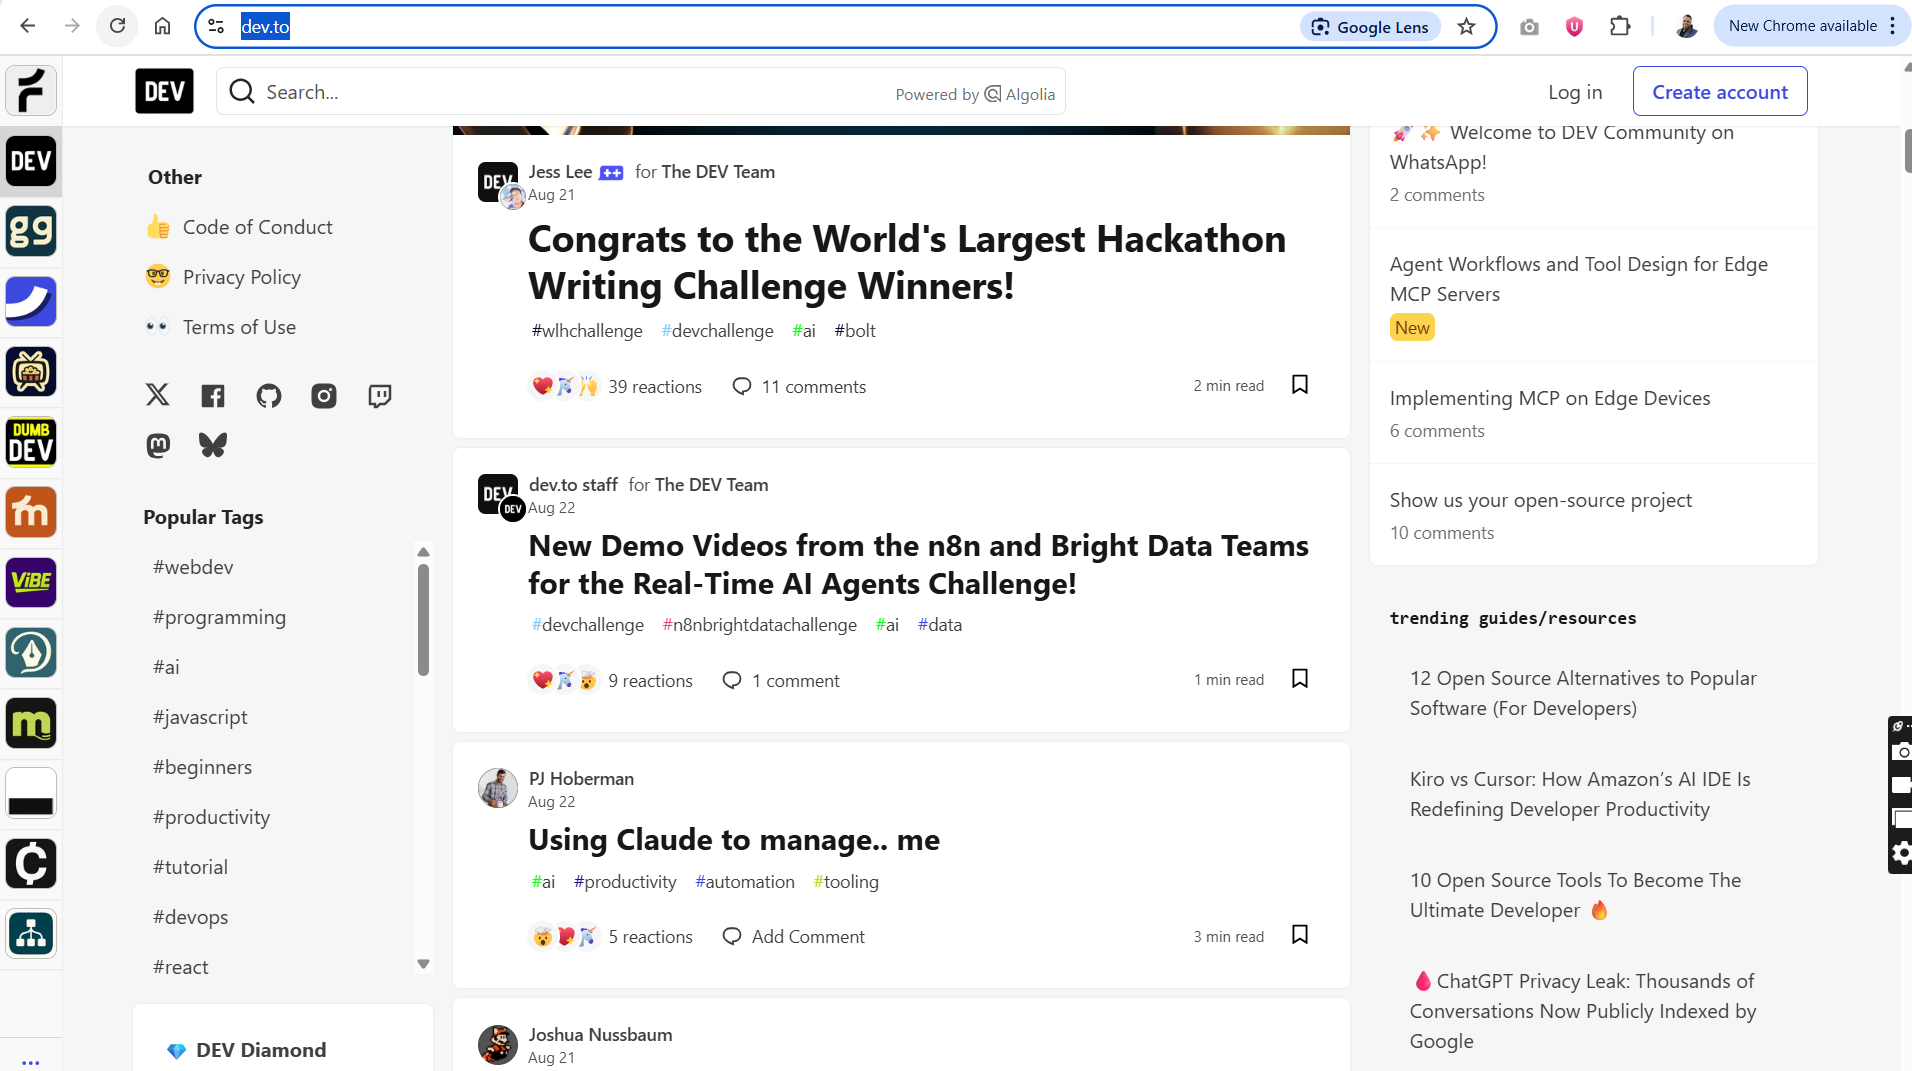 dev.to
Google Lens
New Chrome available
DEV
Search...
Powered by Algolia
Log in
Create account
DEV
gg
DUMB
DEV
m
ViBE
m
Other
Code of Conduct
Privacy Policy
Terms of Use
Popular Tags
#webdev
#programming
#ai
#javascript
#beginners
#productivity
#tutorial
#devops
#react
DEV Diamond
DEV
Jess Lee ++ for The DEV Team
Aug 21
Congrats to the World's Largest Hackathon
Writing Challenge Winners!
#wlhchallenge #devchallenge #ai #bolt
39 reactions 11 comments 2 min read
DEV
DEV
dev.to staff for The DEV Team
Aug 22
New Demo Videos from the n8n and Bright Data Teams
for the Real-Time AI Agents Challenge!
#devchallenge #n8nbrightdatachallenge #ai #data
9 reactions 1 comment 1 min read
PJ Hoberman
Aug 22
Using Claude to manage.. me
#ai #productivity #automation #tooling
5 reactions Add Comment 3 min read
Joshua Nussbaum
Aug 21
Welcome to DEV Community on
WhatsApp!
2 comments
Agent Workflows and Tool Design for Edge
MCP Servers
New
Implementing MCP on Edge Devices
6 comments
Show us your open-source project
10 comments
trending guides/resources
12 Open Source Alternatives to Popular
Software (For Developers)
Kiro vs Cursor: How Amazon’s AI IDE Is
Redefining Developer Productivity
10 Open Source Tools To Become The
Ultimate Developer 🔥
🩸ChatGPT Privacy Leak: Thousands of
Conversations Now Publicly Indexed by
Google